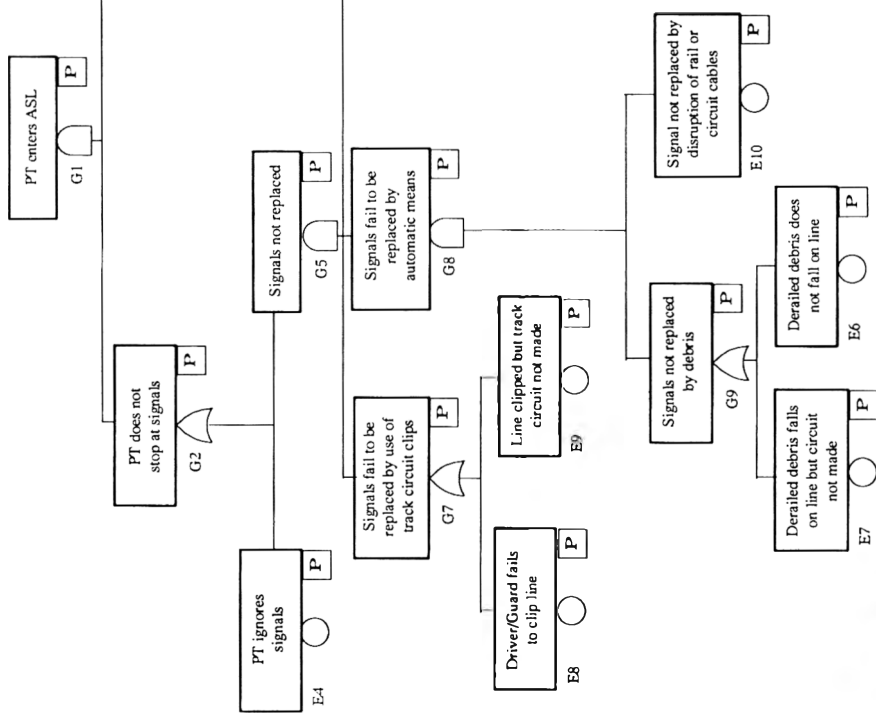 PT enters ASL
P
G1
PT does not
stop at signals
P
G2
PT ignores
signals
P
E4
Signals not replaced
P
G5
Signals fail to be
replaced by use of
track circuit clips
P
G7
Signals fail to be
replaced by
automatic means
P
G8
Driver/Guard fails
to clip line
P
E8
Line clipped but track
circuit not made
P
E9
Signals not replaced
by debris
P
G9
Signal not replaced by
disruption of rail or
circuit cables
P
E10
Derailed debris falls
on line but circuit
not made
P
E7
Derailed debris does
not fall on line
P
E6